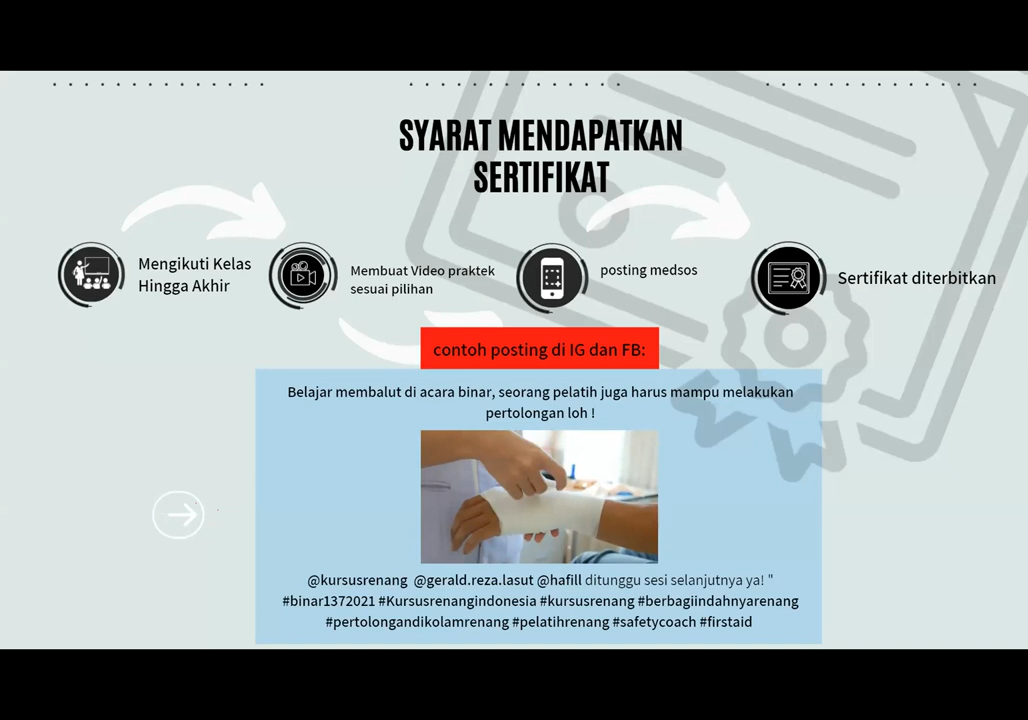 SYARAT MENDAPATKAN
SERTIFIKAT
Mengikuti Kelas
Hingga Akhir
Membuat Video praktek
sesuai pilihan
posting medsos
Sertifikat diterbitkan
contoh posting di IG dan FB:
Belajar membalut di acara binar, seorang pelatih juga harus mampu melakukan
pertolongan loh !
@kursusrenang @gerald.reza.lasut @hafill ditunggu sesi selanjutnya ya! "
#binar1372021 #Kursusrenangindonesia #kursusrenang #berbagiindahnyarenang
#pertolongandikolamrenang #pelatihrenang #safetycoach #firstaid